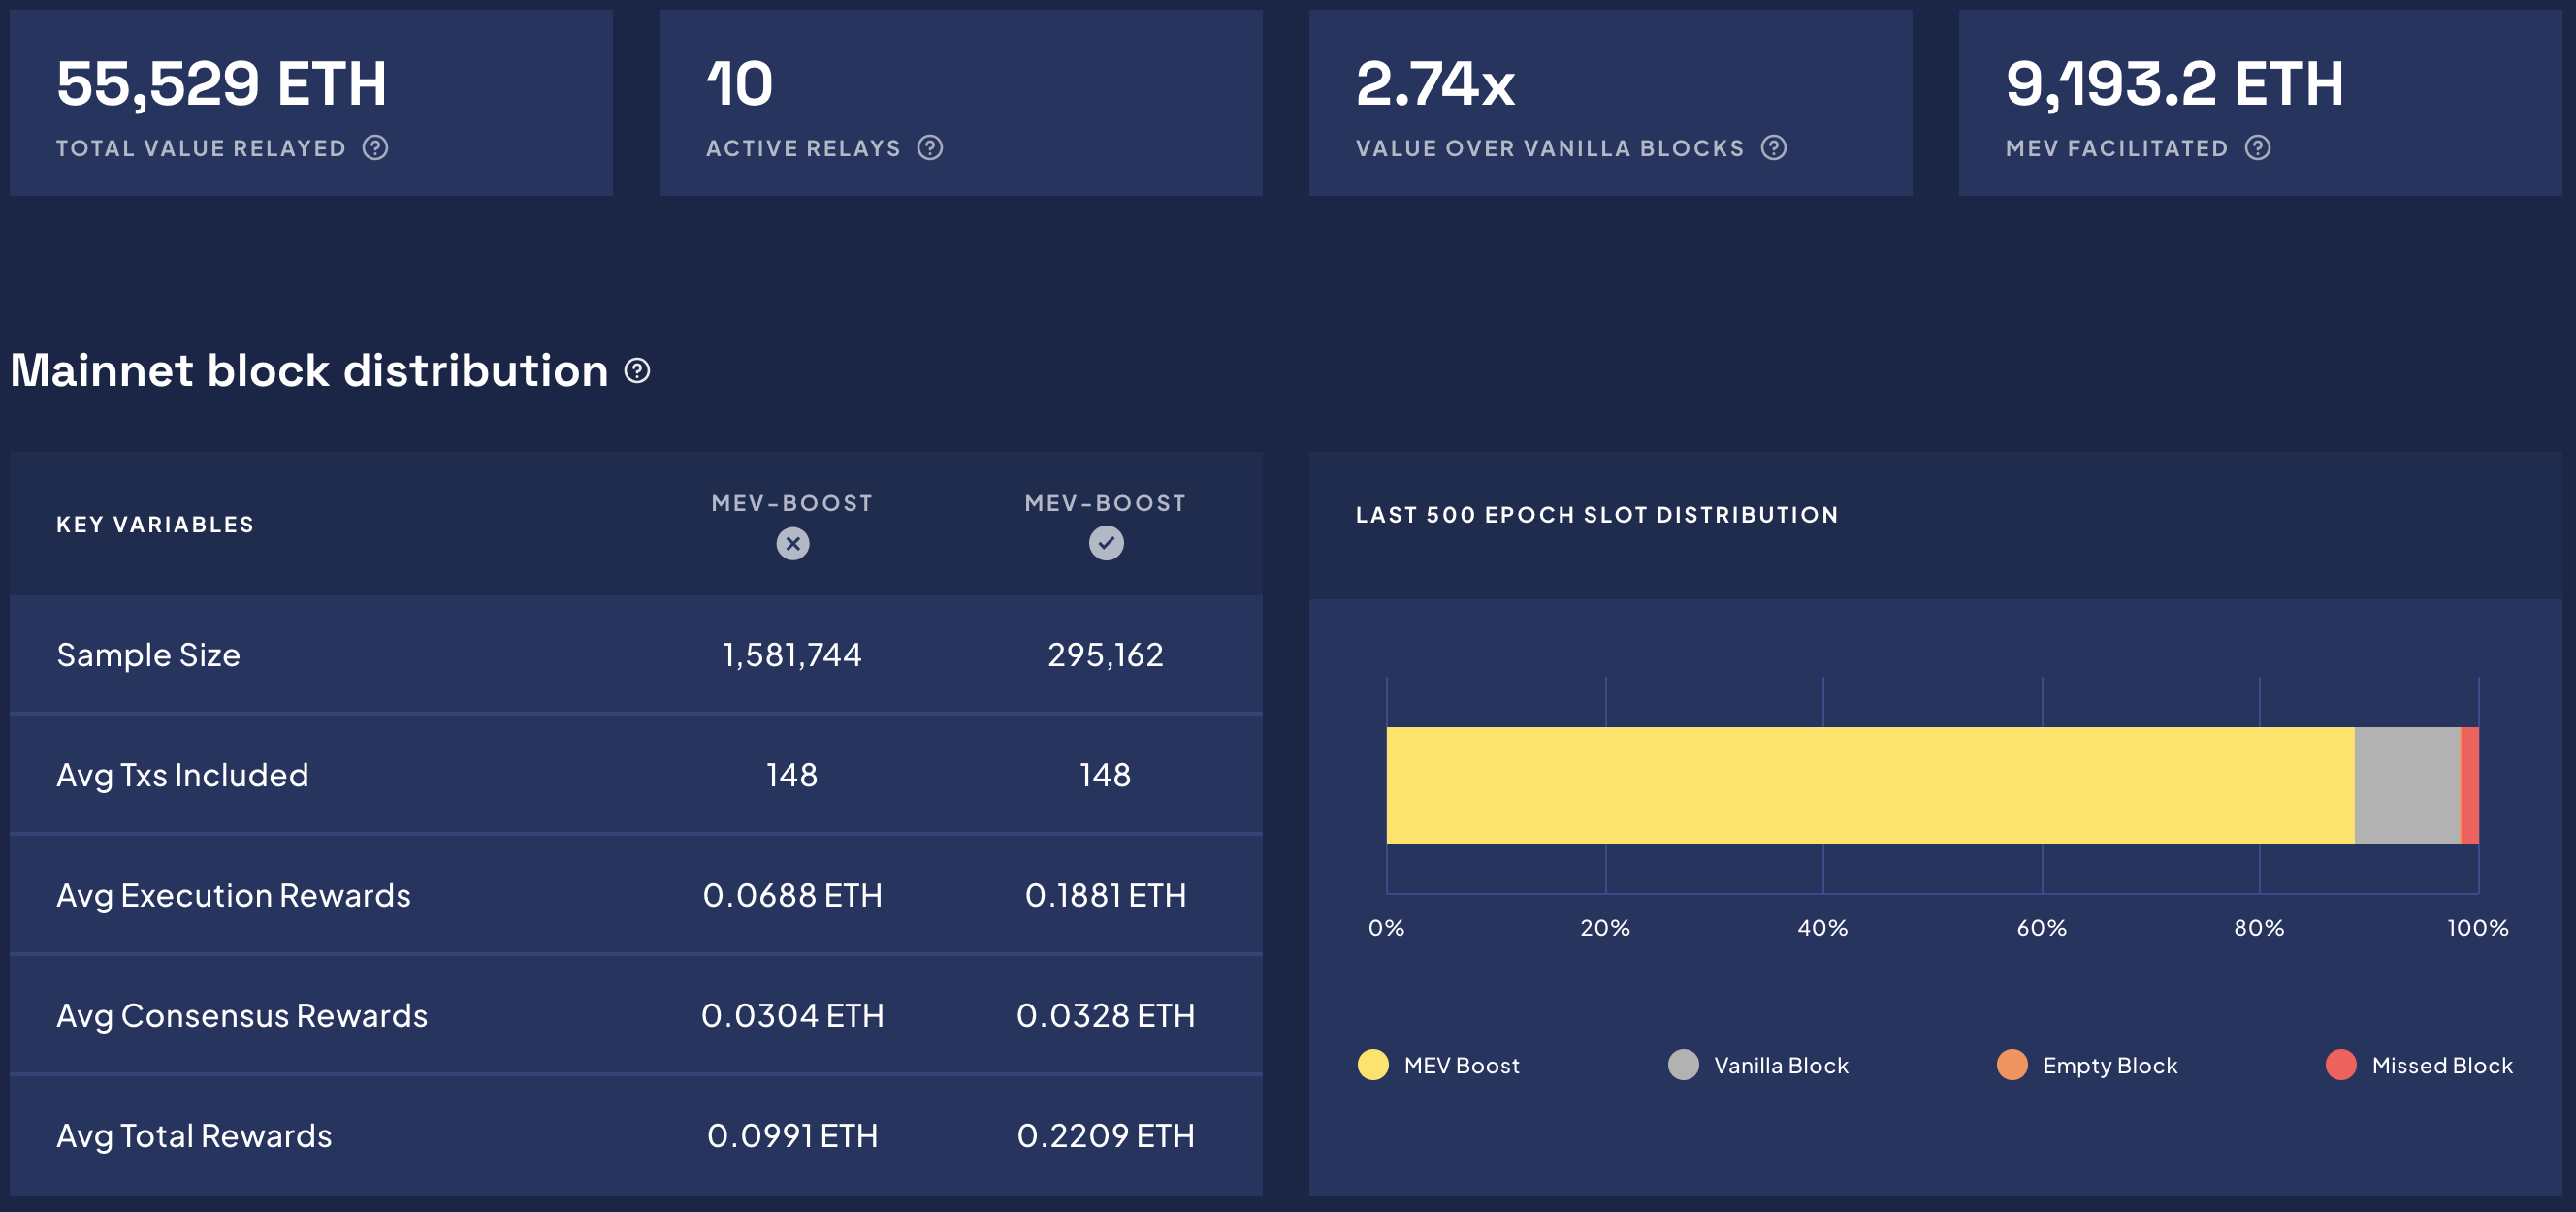 55,529 ETH
TOTAL VALUE RELAYED
10
ACTIVE RELAYS
2.74x
VALUE OVER VANILLA BLOCKS
9,193.2 ETH
MEV FACILITATED
Mainnet block distribution
KEY VARIABLES
MEV-BOOST
MEV-BOOST
Sample Size
1,581,744
295,162
Avg Txs Included
148
148
Avg Execution Rewards
0.0688 ETH
0.1881 ETH
Avg Consensus Rewards
0.0304 ETH
0.0328 ETH
Avg Total Rewards
0.0991 ETH
0.2209 ETH
LAST 500 EPOCH SLOT DISTRIBUTION
0%
20%
40%
60%
80%
100%
MEV Boost
Vanilla Block
Empty Block
Missed Block